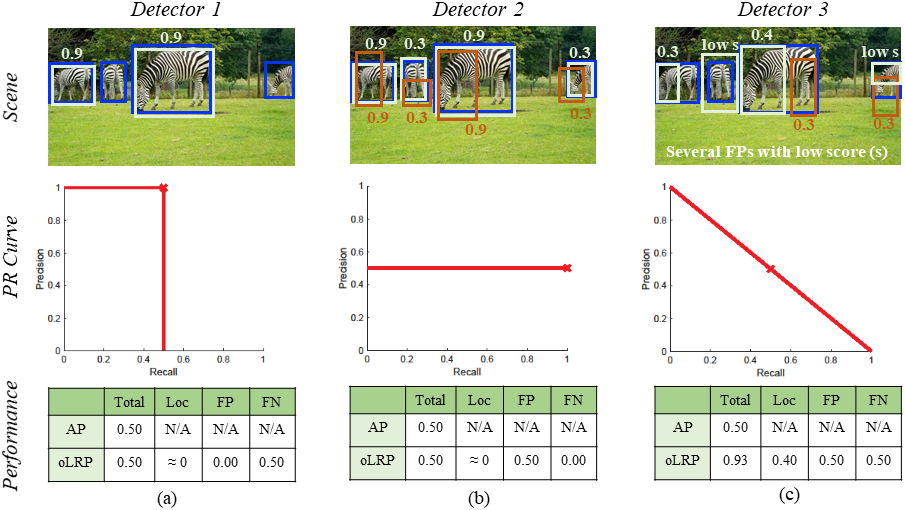 Detector 1
Detector 2
Detector 3
Scene
0.9
0.9
0.9
0.3
0.9
0.3
0.9
0.3
0.9
0.3
0.3
low s
0.4
low s
0.3
0.3
Several FPs with low score (s)
PR Curve
Precision
1
0.8
0.6
0.4
0.2
0
0
0.2
0.4
0.6
0.8
1
Recall
Precision
1
0.8
0.6
0.4
0.2
0
0
0.2
0.4
0.6
0.8
1
Recall
Precision
1
0.8
0.6
0.4
0.2
0
0
0.2
0.4
0.6
0.8
1
Recall
Performance
Total Loc FP FN
AP 0.50 N/A N/A N/A
oLRP 0.50 ≈ 0 0.00 0.50
(a)
Total Loc FP FN
AP 0.50 N/A N/A N/A
oLRP 0.50 ≈ 0 0.50 0.00
(b)
Total Loc FP FN
AP 0.50 N/A N/A N/A
oLRP 0.93 0.40 0.50 0.50
(c)